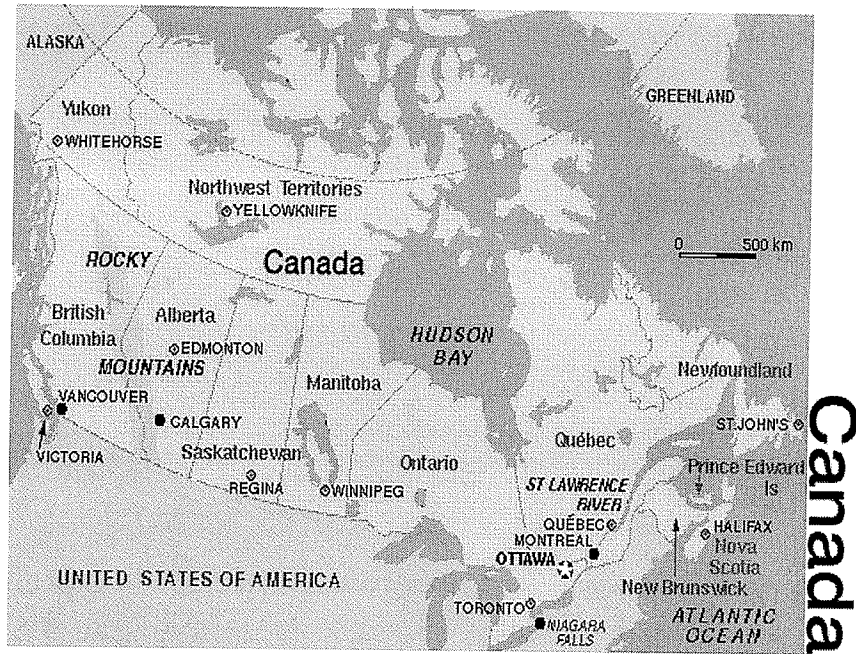 ALASKA
Yukon
WHITEHORSE
GREENLAND
Northwest Territories
YELLOWKNIFE
0 500 km
ROCKY
Canada
British
Columbia
Alberta
EDMONTON
MOUNTAINS
HUDSON
BAY
Manitoba
Newfoundland
VANCOUVER
CALGARY
VICTORIA
Saskatchewan
REGINA
WINNIPEG
Ontario
Québec
ST.JOHN'S
Prince Edward
Is
ST LAWRENCE
RIVER
QUÉBEC
MONTREAL
OTTAWA
HALIFAX
Nova
Scotia
New Brunswick
UNITED STATES OF AMERICA
TORONTO
NIAGARA
FALLS
ATLANTIC
OCEAN
Canada